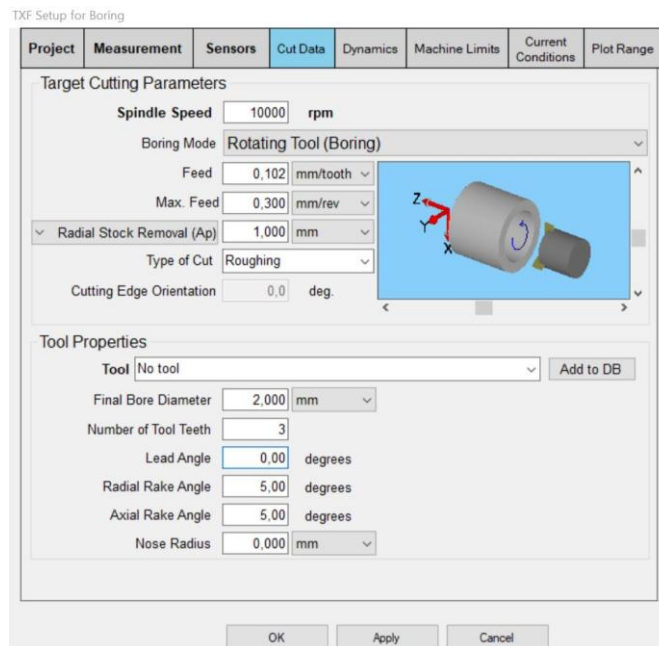 TXF Setup for Boring
Project Measurement Sensors Cut Data Dynamics Machine Limits Current Conditions Plot Range
Target Cutting Parameters
Spindle Speed 10000 rpm
Boring Mode Rotating Tool (Boring)
Feed 0,102 mm/tooth
Max. Feed 0,300 mm/rev
Radial Stock Removal (Ap) 1,000 mm
Type of Cut Roughing
Cutting Edge Orientation 0,0 deg.
Z
Y
X
Tool Properties
Tool No tool Add to DB
Final Bore Diameter 2,000 mm
Number of Tool Teeth 3
Lead Angle 0,00 degrees
Radial Rake Angle 5,00 degrees
Axial Rake Angle 5,00 degrees
Nose Radius 0,000 mm
OK Apply Cancel